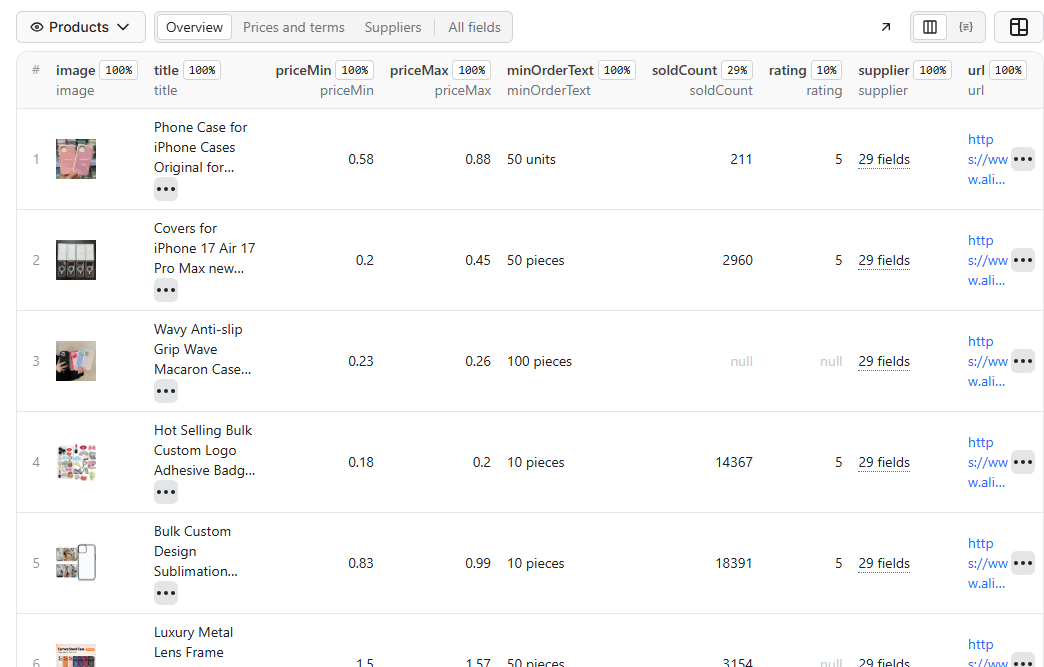 Products
Overview
Prices and terms
Suppliers
All fields
# image 100% title 100% priceMin 100% priceMax 100% minOrderText 100% soldCount 29% rating 10% supplier 100% url 100%
image title priceMin priceMax minOrderText soldCount rating supplier url
1
Phone Case for
iPhone Cases
Original for...
0.58 0.88 50 units 211 5 29 fields
http
s://ww
w.ali...
2
Covers for
iPhone 17 Air 17
Pro Max new...
0.2 0.45 50 pieces 2960 5 29 fields
http
s://ww
w.ali...
3
Wavy Anti-slip
Grip Wave
Macaron Case...
0.23 0.26 100 pieces null null 29 fields
http
s://ww
w.ali...
4
Hot Selling Bulk
Custom Logo
Adhesive Badg...
0.18 0.2 10 pieces 14367 5 29 fields
http
s://ww
w.ali...
5
Bulk Custom
Design
Sublimation...
0.83 0.99 10 pieces 18391 5 29 fields
http
s://ww
w.ali...
6
Luxury Metal
Lens Frame
1.5 1.57 50 pieces 3154 null 29 fields
http
s://ww